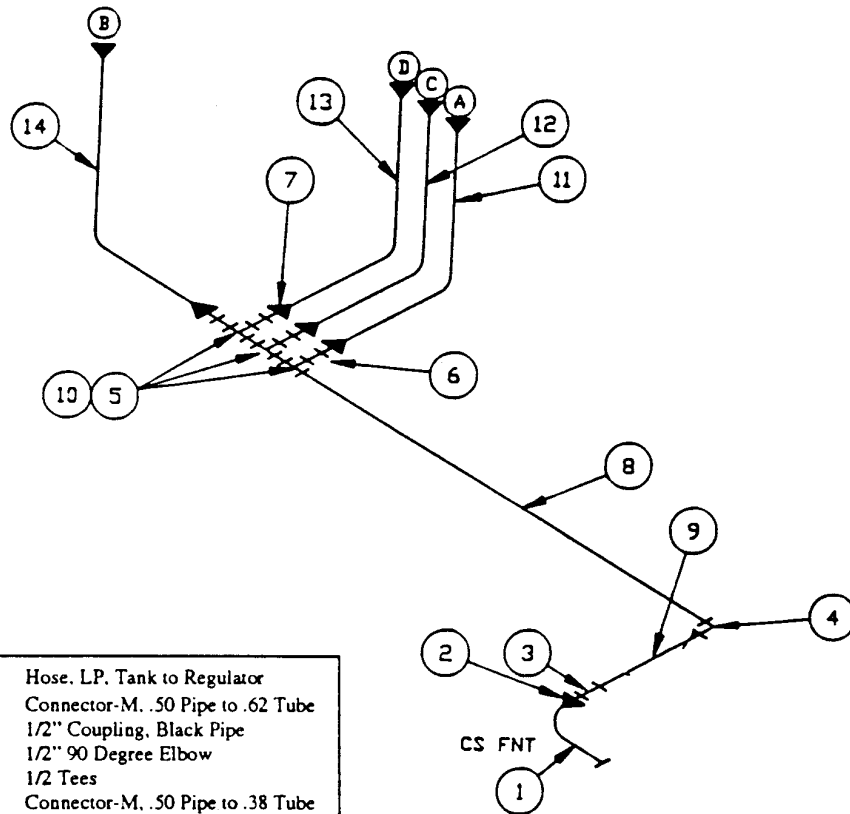 B
D
C
A
14
13
12
7
11
10 5
6
8
9
4
2
3
CS FNT
1
Hose, LP, Tank to Regulator
Connector-M, .50 Pipe to .62 Tube
1/2" Coupling, Black Pipe
1/2" 90 Degree Elbow
1/2 Tees
Connector-M, .50 Pipe to .38 Tube